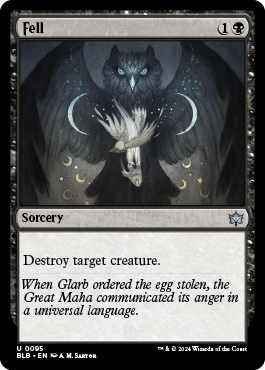 Fell 1
Sorcery
Destroy target creature.
When Glarb ordered the egg stolen, the
Great Maha communicated its anger in
a universal language.
U 0095
BLB • EN A. M. Sartor
™ & © 2024 Wizards of the Coast